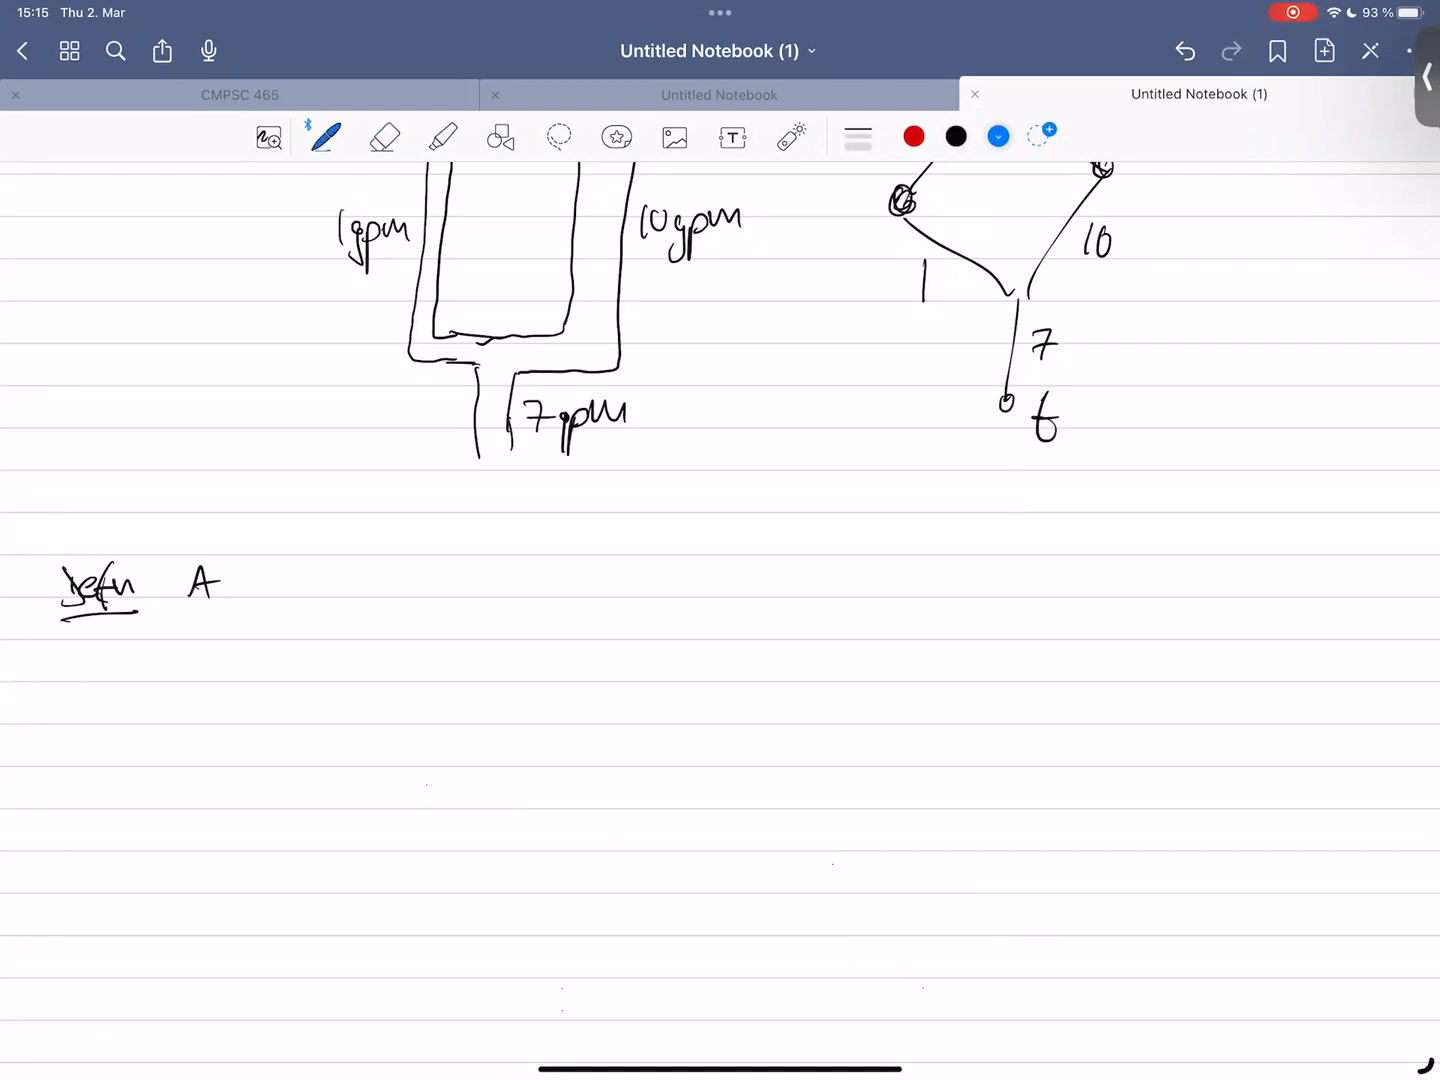 15:15 Thu 2. Mar
93 %
Untitled Notebook (1)
CMPSC 465
Untitled Notebook
Untitled Notebook (1)
T
1gpm
10gpm
1
10
7
7gpm
t
Defn A